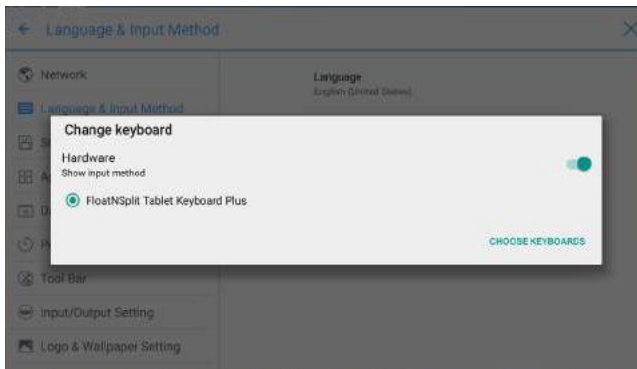 Language & Input Method
Network
Language
English (United States)
Language & Input Method
Change keyboard
Hardware
Show input method
FloatNSplit Tablet Keyboard Plus
CHOOSE KEYBOARDS
Tool Bar
Input/Output Setting
Logo & Wallpaper Setting